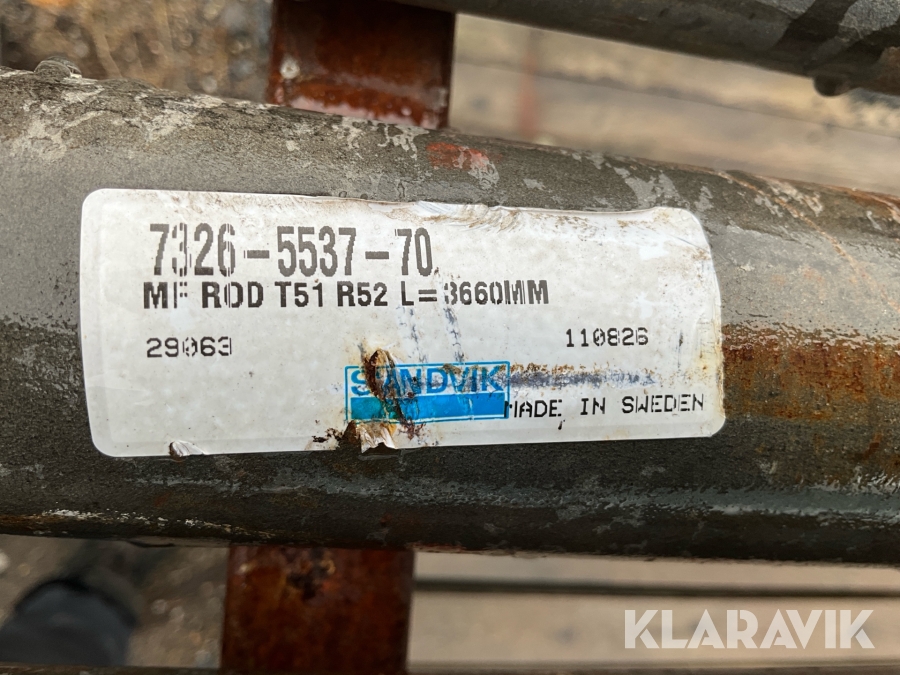 7326-5537-70
MF ROD T51 R52 L=3660MM
29063 110826
SANDVIK
MADE IN SWEDEN
KLARAVIK